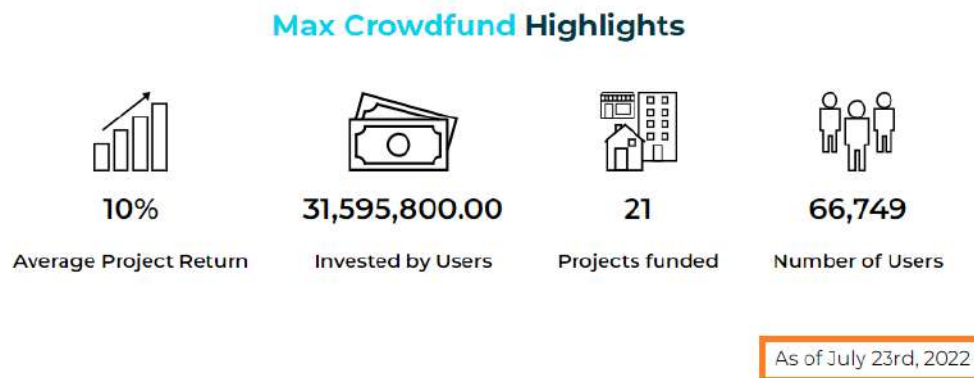 Max Crowdfund Highlights
10%
31,595,800.00
21
66,749
Average Project Return
Invested by Users
Projects funded
Number of Users
As of July 23rd, 2022